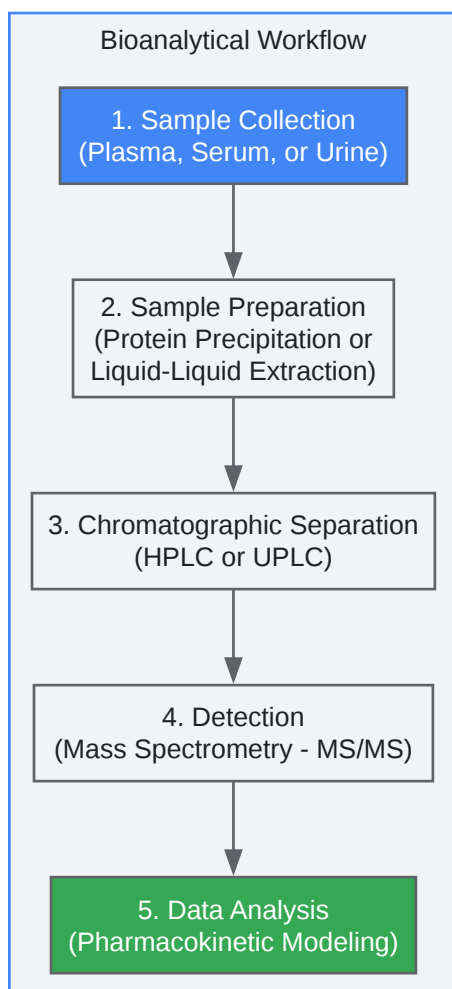 Bioanalytical Workflow
1. Sample Collection
(Plasma, Serum, or Urine)
2. Sample Preparation
(Protein Precipitation or
Liquid-Liquid Extraction)
3. Chromatographic Separation
(HPLC or UPLC)
4. Detection
(Mass Spectrometry - MS/MS)
5. Data Analysis
(Pharmacokinetic Modeling)